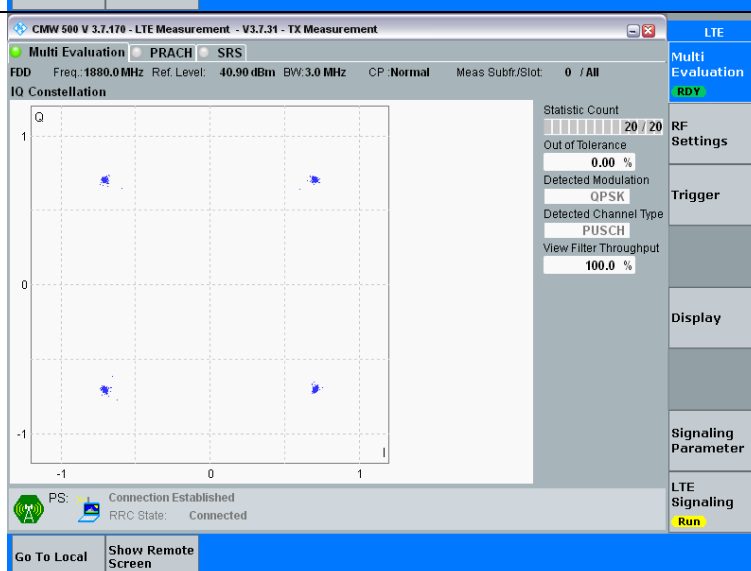 CMW 500 V 3.7.170 - LTE Measurement - V3.7.31 - TX Measurement
LTE
Multi Evaluation PRACH SRS
FDD Freq.: 1880.0 MHz Ref. Level: 40.90 dBm BW: 3.0 MHz CP : Normal Meas Subfr./Slot: 0 / All
IQ Constellation
Q
1
0
-1
-1 0 1
I
Statistic Count
20 / 20
Out of Tolerance
0.00 %
Detected Modulation
QPSK
Detected Channel Type
PUSCH
View Filter Throughput
100.0 %
Multi
Evaluation
RDY
RF
Settings
Trigger
Display
Signaling
Parameter
LTE
Signaling
Run
PS: Connection Established
RRC State: Connected
Go To Local
Show Remote
Screen